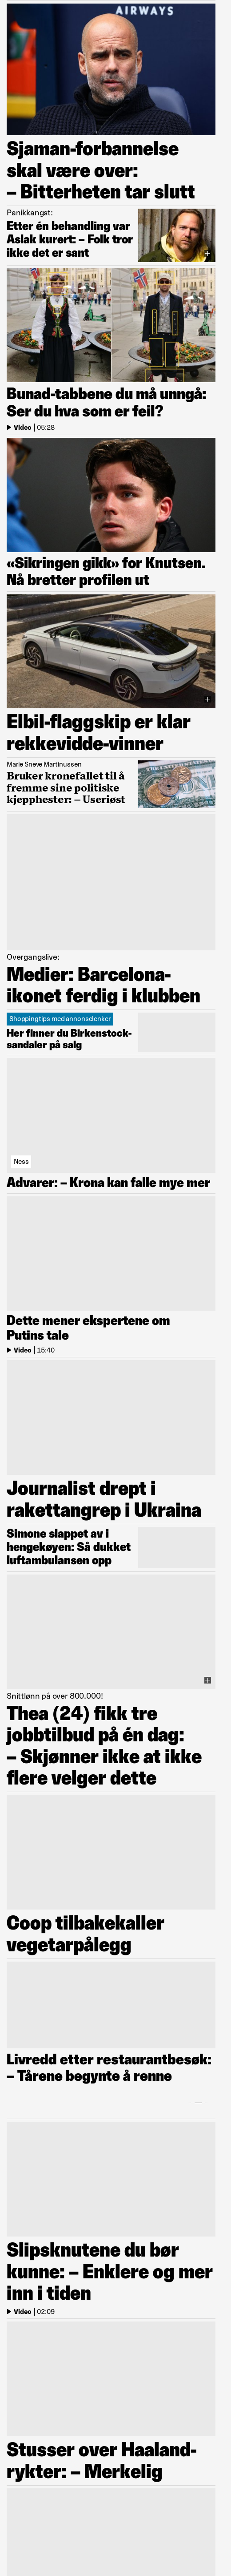 AIRWAYS
Sjaman-forbannelse
skal være over:
– Bitterheten tar slutt
Panikkangst:
Etter én behandling var
Aslak kurert: – Folk tror
ikke det er sant
Bunad-tabbene du må unngå:
Ser du hva som er feil?
Video | 05:28
«Sikringen gikk» for Knutsen.
Nå bretter profilen ut
Elbil-flaggskip er klar
rekkevidde-vinner
Marie Sneve Martinussen
Bruker kronefallet til å
fremme sine politiske
kjepphester: – Useriøst
Overgangslive:
Medier: Barcelona-
ikonet ferdig i klubben
Shoppingtips med annonselenker
Her finner du Birkenstock-
sandaler på salg
Ness
Advarer: – Krona kan falle mye mer
Dette mener ekspertene om
Putins tale
Video | 15:40
Journalist drept i
rakettangrep i Ukraina
Simone slappet av i
hengekøyen: Så dukket
luftambulansen opp
Snittlønn på over 800.000!
Thea (24) fikk tre
jobbtilbud på én dag:
– Skjønner ikke at ikke
flere velger dette
Coop tilbakekaller
vegetarpålegg
Livredd etter restaurantbesøk:
– Tårene begynte å renne
Slipsknutene du bør
kunne: – Enklere og mer
inn i tiden
Video | 02:09
Stusser over Haaland-
rykter: – Merkelig